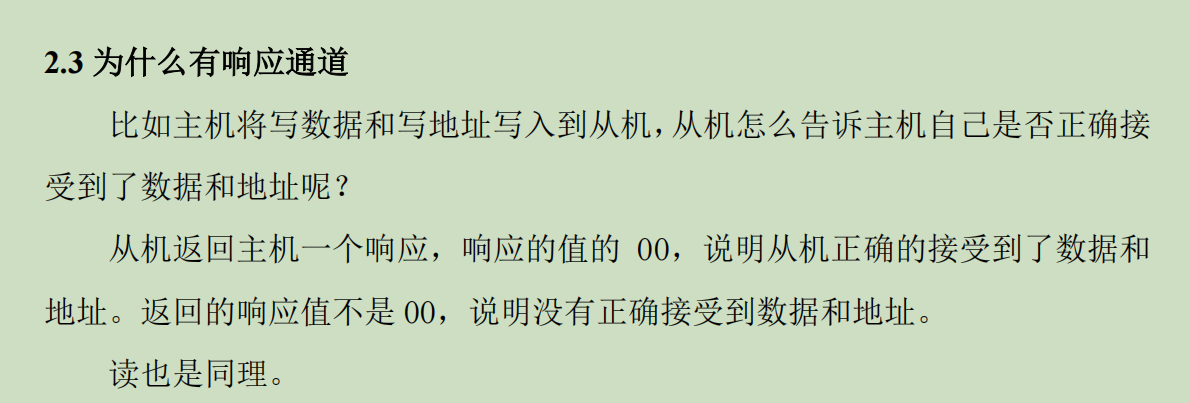 2.3 为什么有响应通道
比如主机将写数据和写地址写入到从机，从机怎么告诉主机自己是否正确接
受到了数据和地址呢？
从机返回主机一个响应，响应的值的 00，说明从机正确的接受到了数据和
地址。返回的响应值不是 00，说明没有正确接受到数据和地址。
读也是同理。